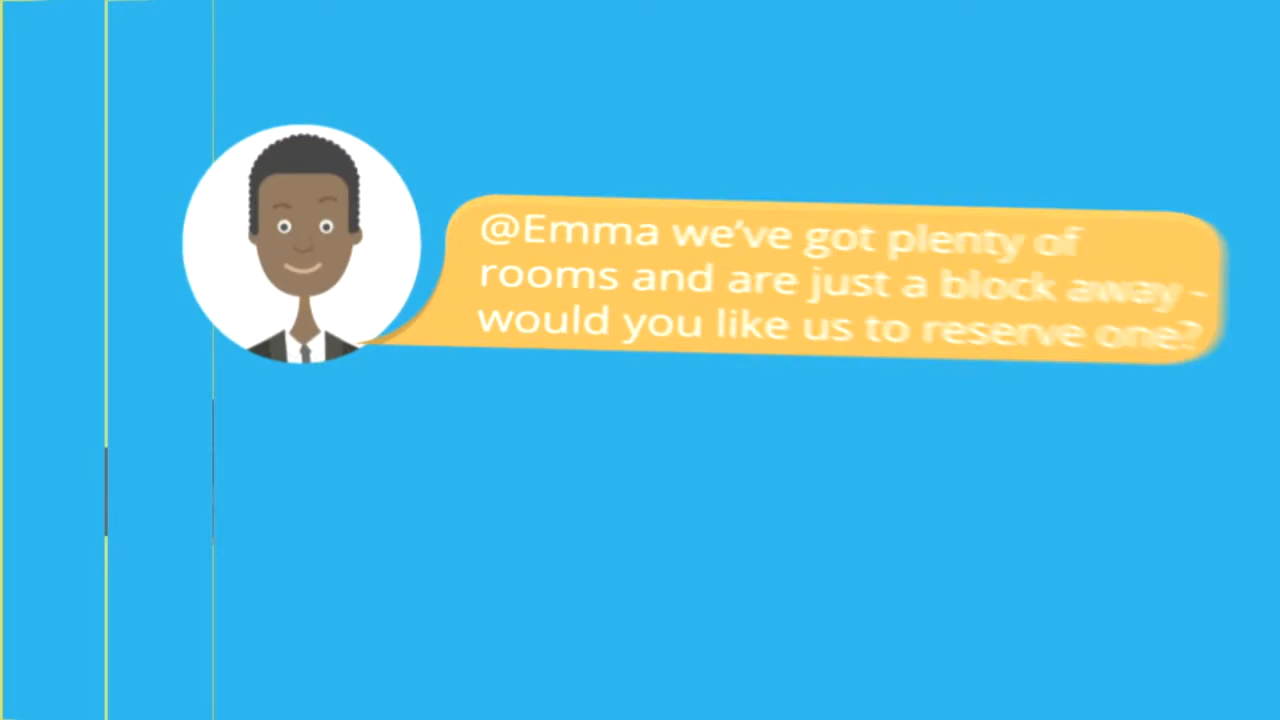 @Emma we've got plenty of
rooms and are just a block away -
would you like us to reserve one?